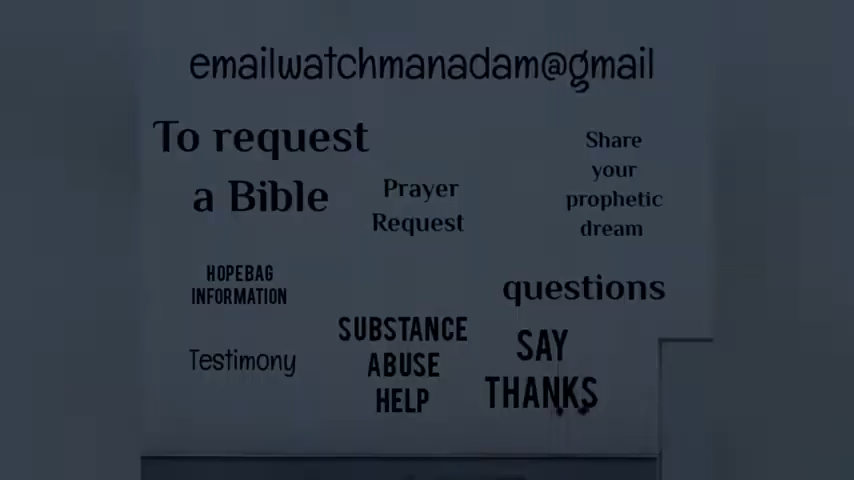 emailwatchmanadam@gmail
To request
a Bible
Prayer
Request
Share
your
prophetic
dream
HOPEBAG
INFORMATION
questions
Testimony
SUBSTANCE
ABUSE
HELP
SAY
THANKS